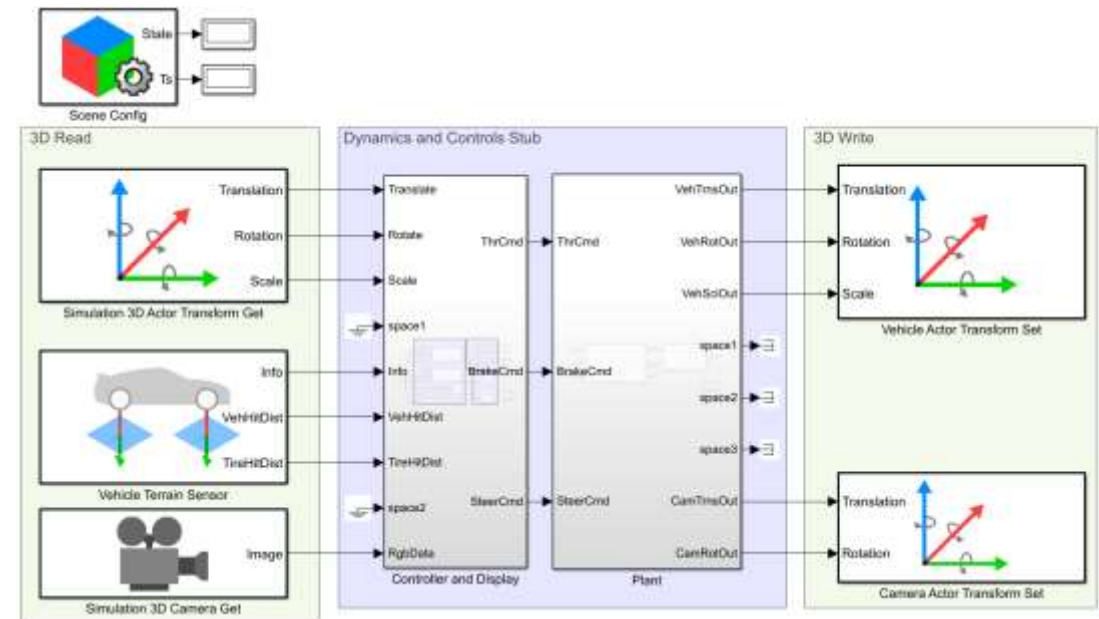 State
Ts
Scene Config
3D Read
Translation
Rotation
Scale
Simulation 3D Actor Transform Get
Info
VehHitDist
TireHitDist
Vehicle Terrain Sensor
Image
Simulation 3D Camera Get
Dynamics and Controls Stub
Translate
Rotate
Scale
space1
Info
VehHitDist
TireHitDist
space2
RgbData
ThrCmd
BrakeCmd
SteerCmd
Controller and Display
ThrCmd
BrakeCmd
SteerCmd
VehTrnsOut
VehRotOut
VehSclOut
space1
space2
space3
CamTrnsOut
CamRotOut
Plant
3D Write
Translation
Rotation
Scale
Vehicle Actor Transform Set
Translation
Rotation
Camera Actor Transform Set